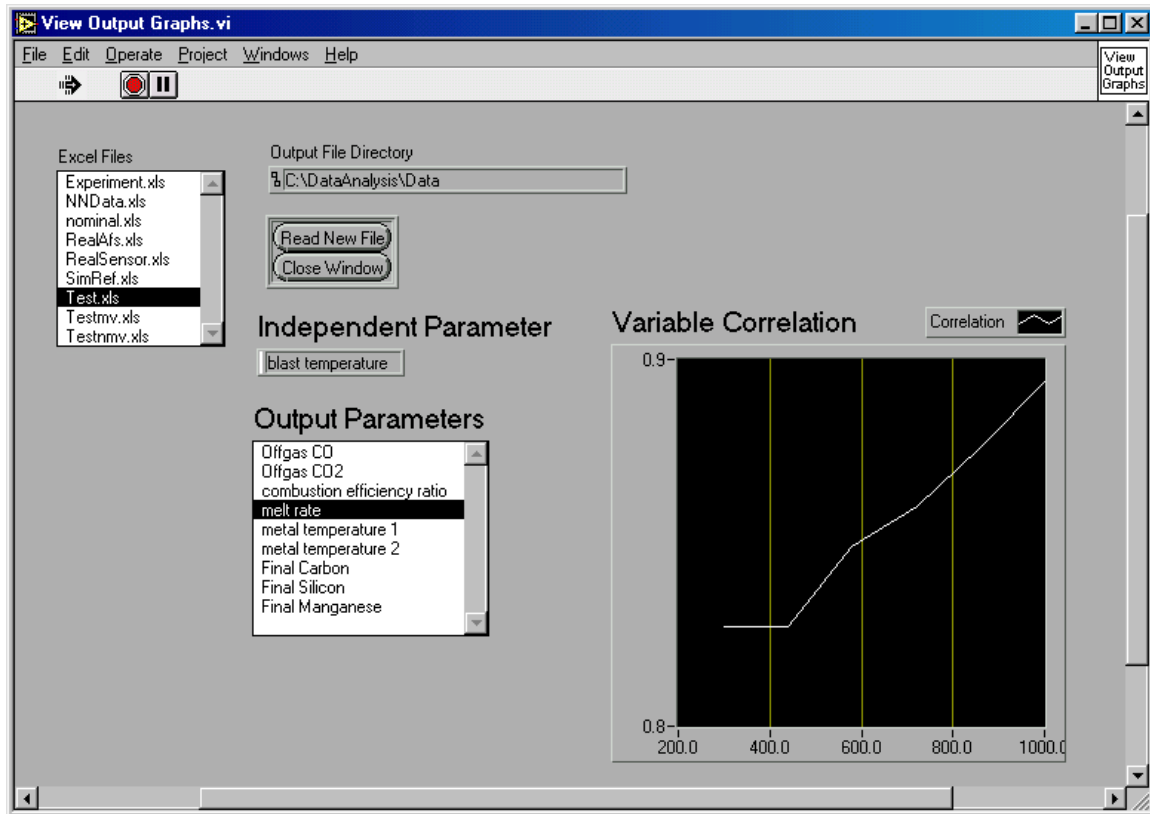 View Output Graphs.vi
File Edit Operate Project Windows Help
View
Output
Graphs
Excel Files
Experiment.xls
NNData.xls
nominal.xls
RealAfs.xls
RealSensor.xls
SimRef.xls
Test.xls
Testmv.xls
Testnmv.xls
Output File Directory
C:\DataAnalysis\Data
Read New File
Close Window
Independent Parameter
blast temperature
Output Parameters
Offgas CO
Offgas CO2
combustion efficiency ratio
melt rate
metal temperature 1
metal temperature 2
Final Carbon
Final Silicon
Final Manganese
Variable Correlation
Correlation
0.9
0.8
200.0 400.0 600.0 800.0 1000.0